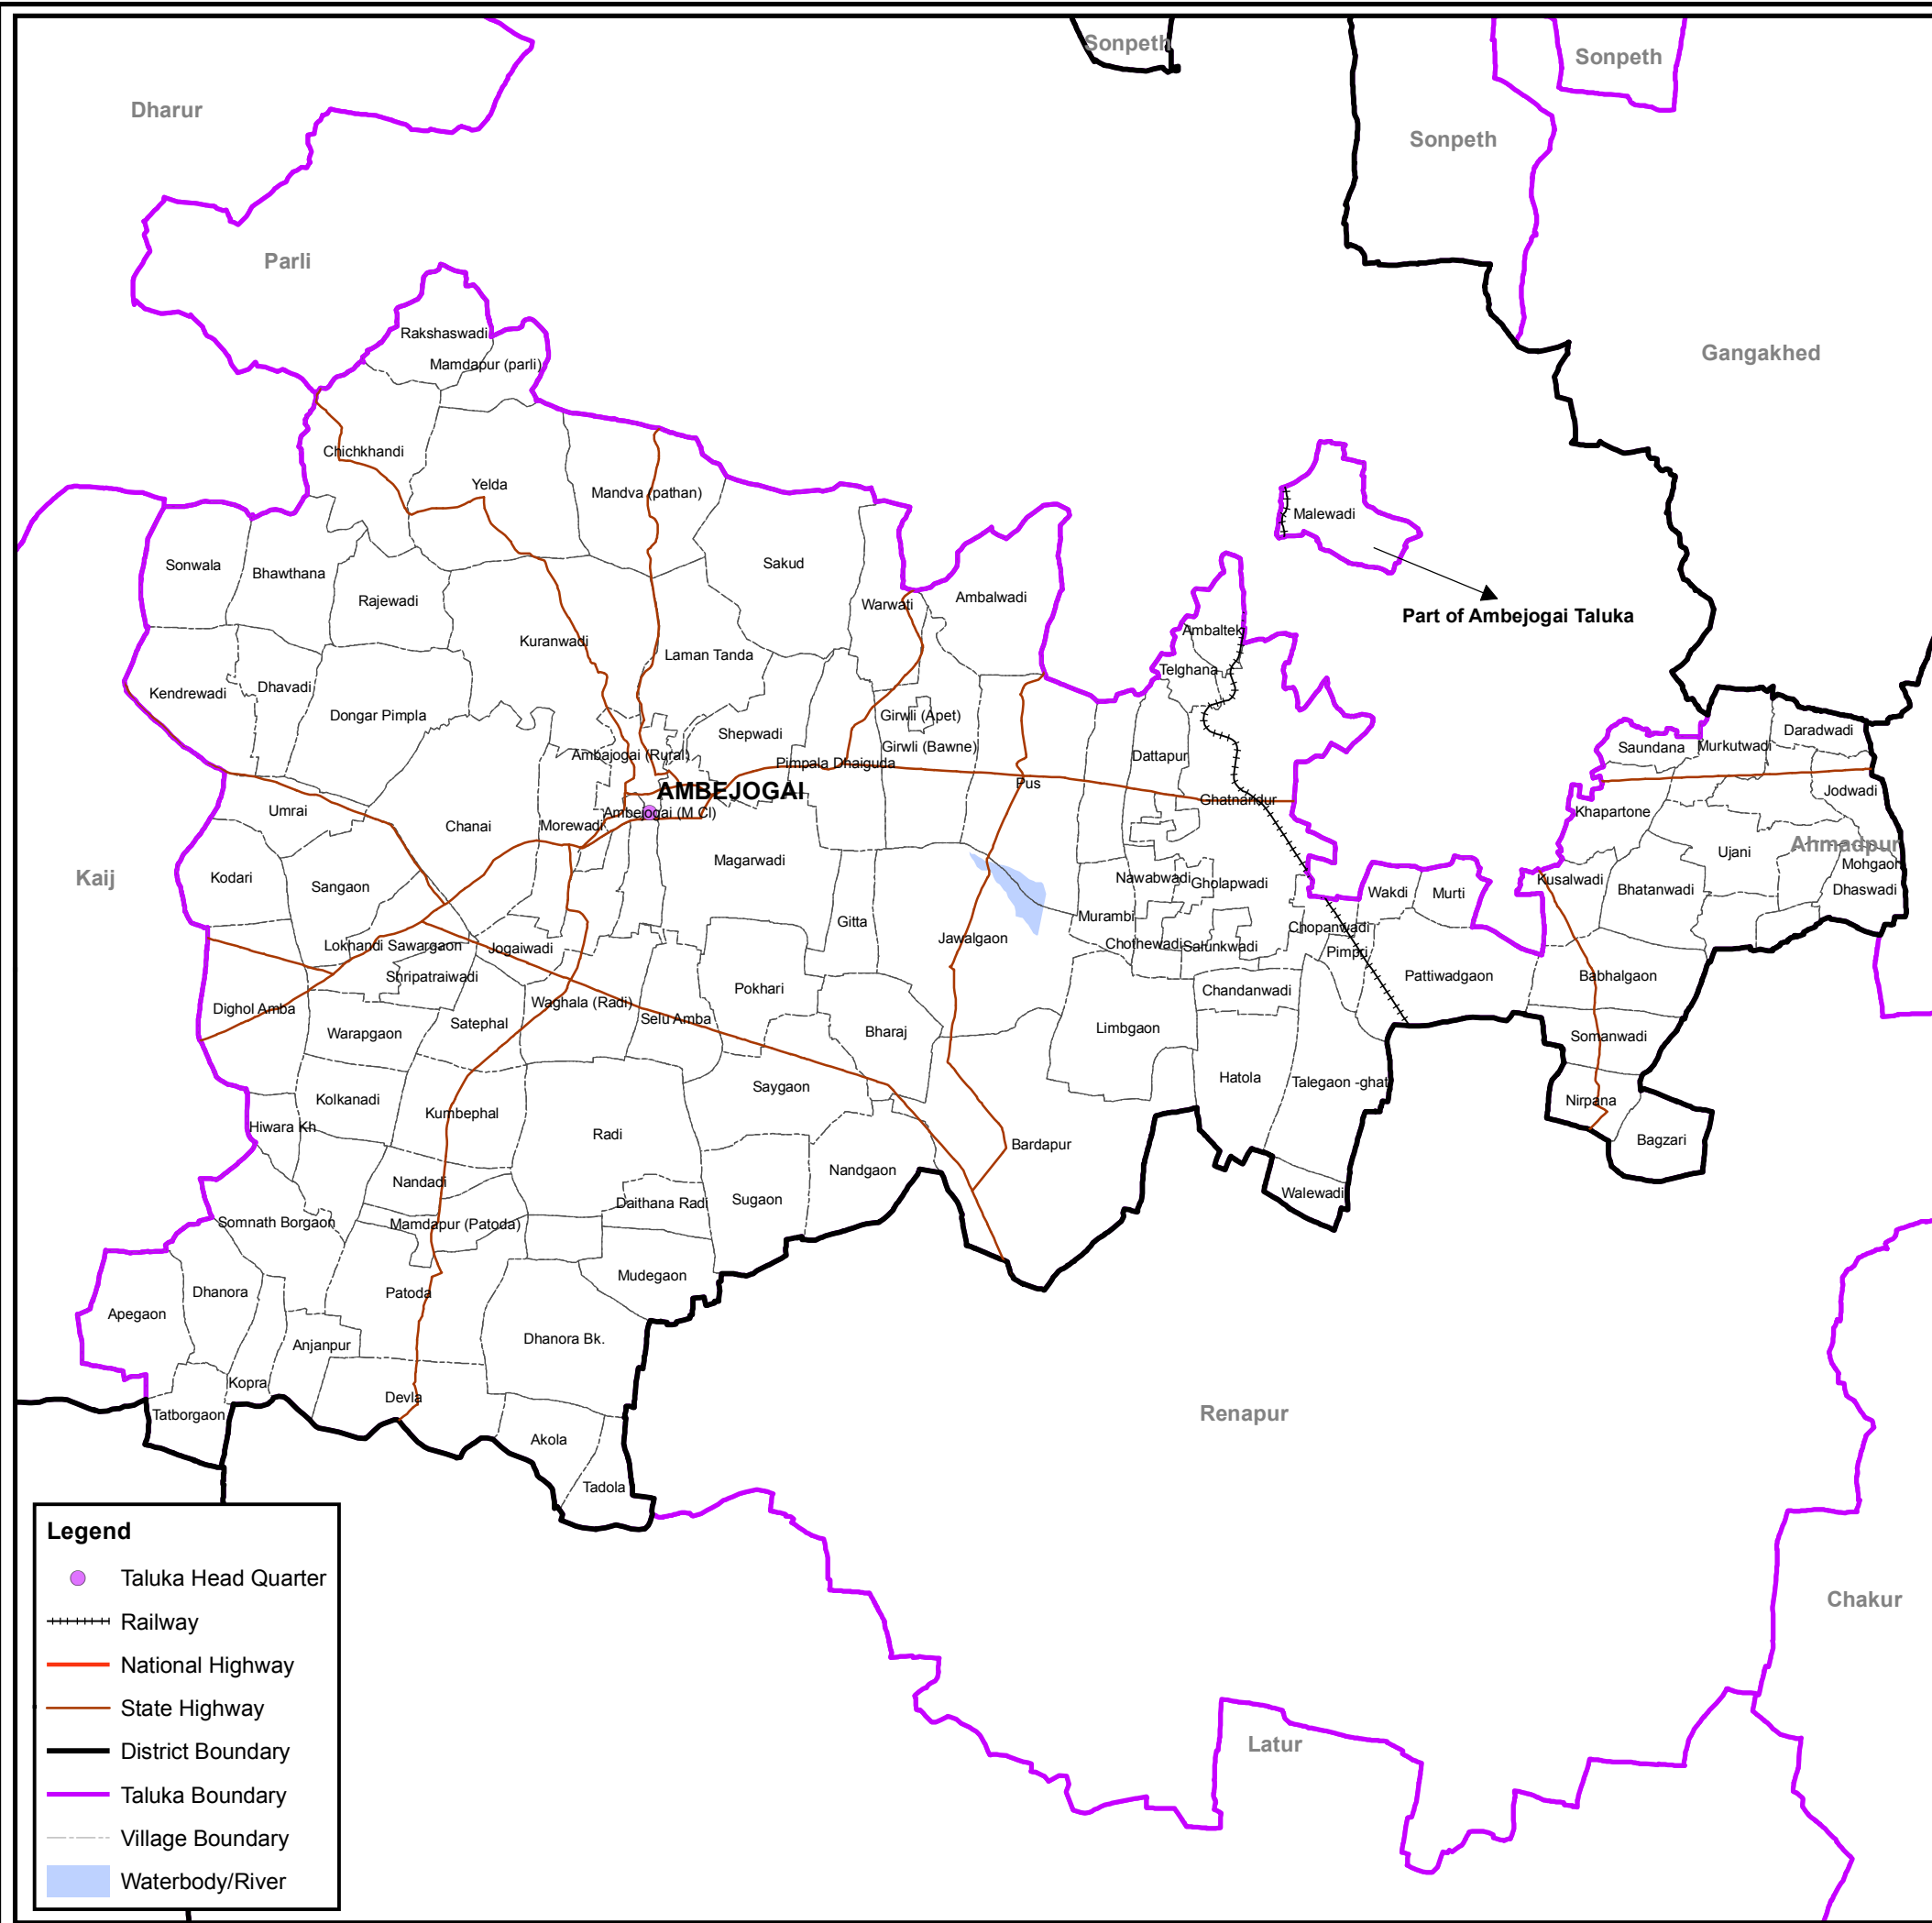 Sonpeth
Sonpeth
Dharur
Sonpeth
Parli
Rakshaswadi
Gangakhed
Mamdapur (parli)
Chichkhandi
Yelda
Mandva (pathan)
Malewadi
Sonwala
Bhawthana
Sakud
Rajewadi
Warwati
Ambalwadi
Part of Ambejogai Taluka
Ambaltek
Kuranwadi
Laman Tanda
Telghana
Kendrewadi
Dhavadi
Dongar Pimpla
Girwli (Apet)
Daradwadi
Shepwadi
Girwli (Bawne)
Saundana
Murkutwadi
Ambajogai (Rural)
Dattapur
Pimpala Dhaiguda
Pus
AMBEJOGAI
Jodwadi
Ghatnandur
Umrai
Ambejogai (M Cl)
Khapartone
Chanai
Morewadi
Ahmadpur
Ujani
Magarwadi
Mohgaon
Kaij
Kodari
Sangaon
Nawabwadi
Gholapwadi
Kusalwadi
Bhatanwadi
Dhaswadi
Wakdi
Murti
Gitta
Murambi
Chopanwadi
Lokhandi Sawargaon
Jogaiwadi
Jawalgaon
Chothewadi
Sarunkwadi
Pimpri
Shripatraiwadi
Pattiwadgaon
Babhalgaon
Pokhari
Chandanwadi
Dighol Amba
Waghala (Radi)
Selu Amba
Satephal
Warapgaon
Bharaj
Limbgaon
Somanwadi
Hatola
Talegaon -ghat
Saygaon
Kolkanadi
Nirpana
Kumbephal
Hiwara Kh
Radi
Bardapur
Bagzari
Nandgaon
Nandadi
Daithana Radi
Sugaon
Walewadi
Somnath Borgaon
Mamdapur (Patoda)
Mudegaon
Dhanora
Patoda
Apegaon
Dhanora Bk.
Anjanpur
Kopra
Devla
Tatborgaon
Renapur
Akola
Tadola
Legend
Taluka Head Quarter
Railway
National Highway
State Highway
District Boundary
Taluka Boundary
Village Boundary
Waterbody/River
Chakur
Latur